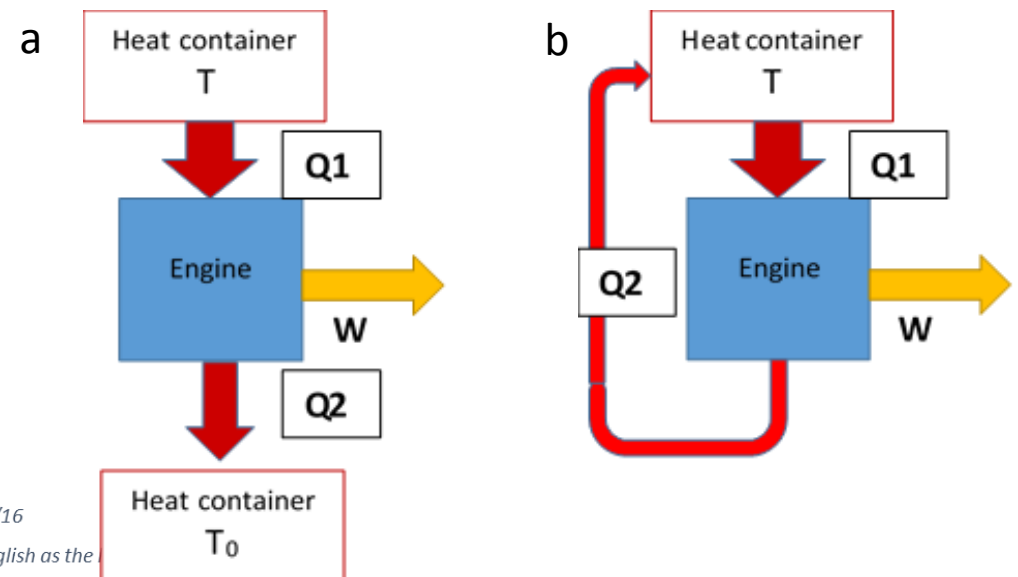 a
Heat container
T
Q1
Engine
W
Q2
Heat container
T₀
/16
glish as the
b
Heat container
T
Q1
Engine
Q2
W